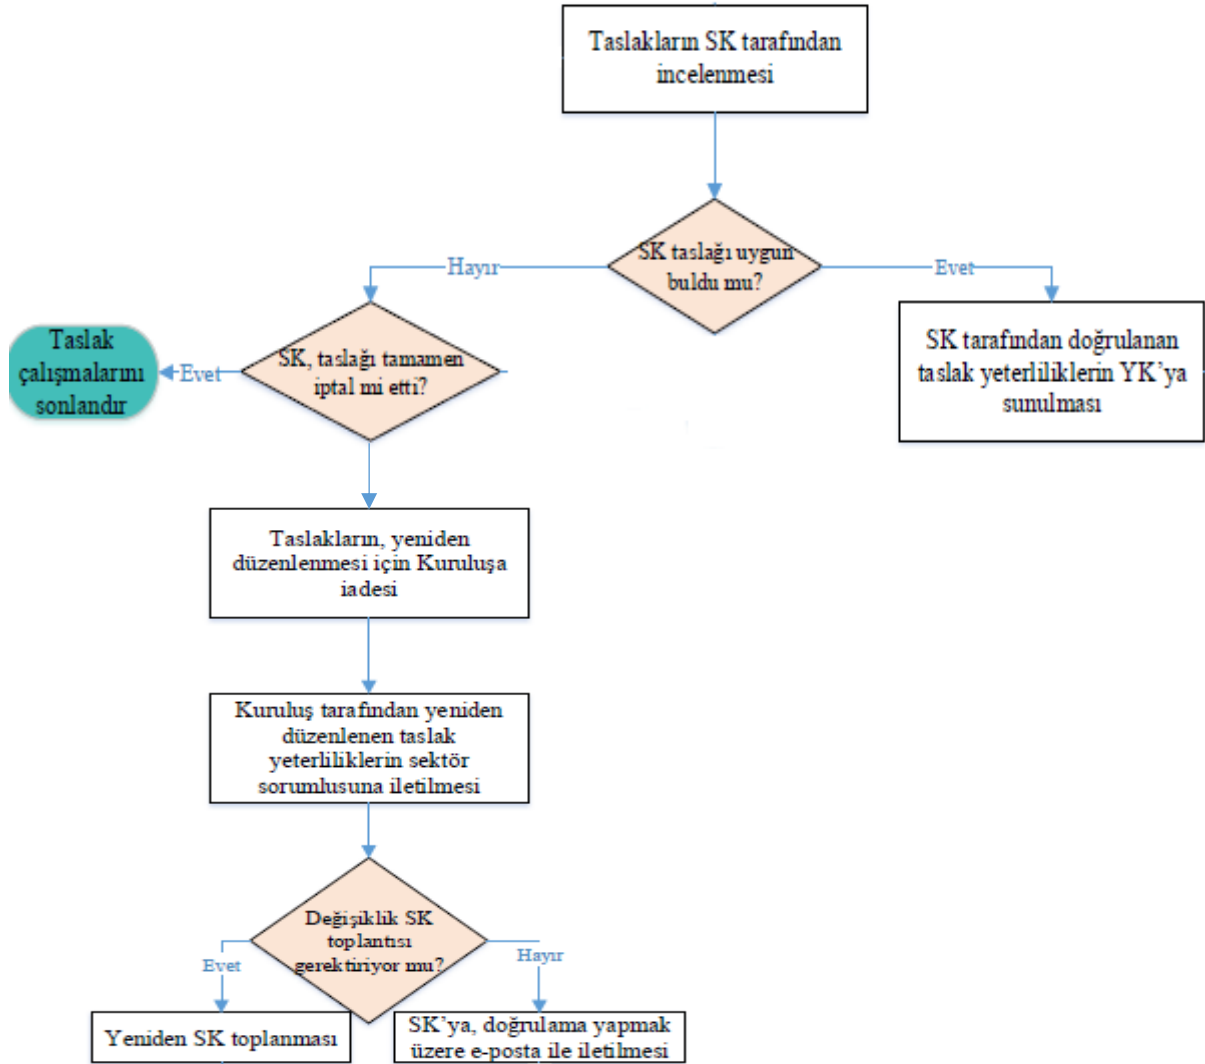 Taslakların SK tarafından
incelenmesi
SK taslağı uygun
buldu mu?
Hayır
Evet
SK tarafından doğrulanan
taslak yeterliliklerin YK’ya
sunulması
SK, taslağı tamamen
iptal mi etti?
Evet
Taslak
çalışmalarını
sonlandır
Taslakların, yeniden
düzenlenmesi için Kuruluşa
iadesi
Kuruluş tarafından yeniden
düzenlenen taslak
yeterliliklerin sektör
sorumlusuna iletilmesi
Değişiklik SK
toplantısı
gerektiriyor mu?
Evet
Hayır
Yeniden SK toplanması
SK’ya, doğrulama yapmak
üzere e-posta ile iletilmesi